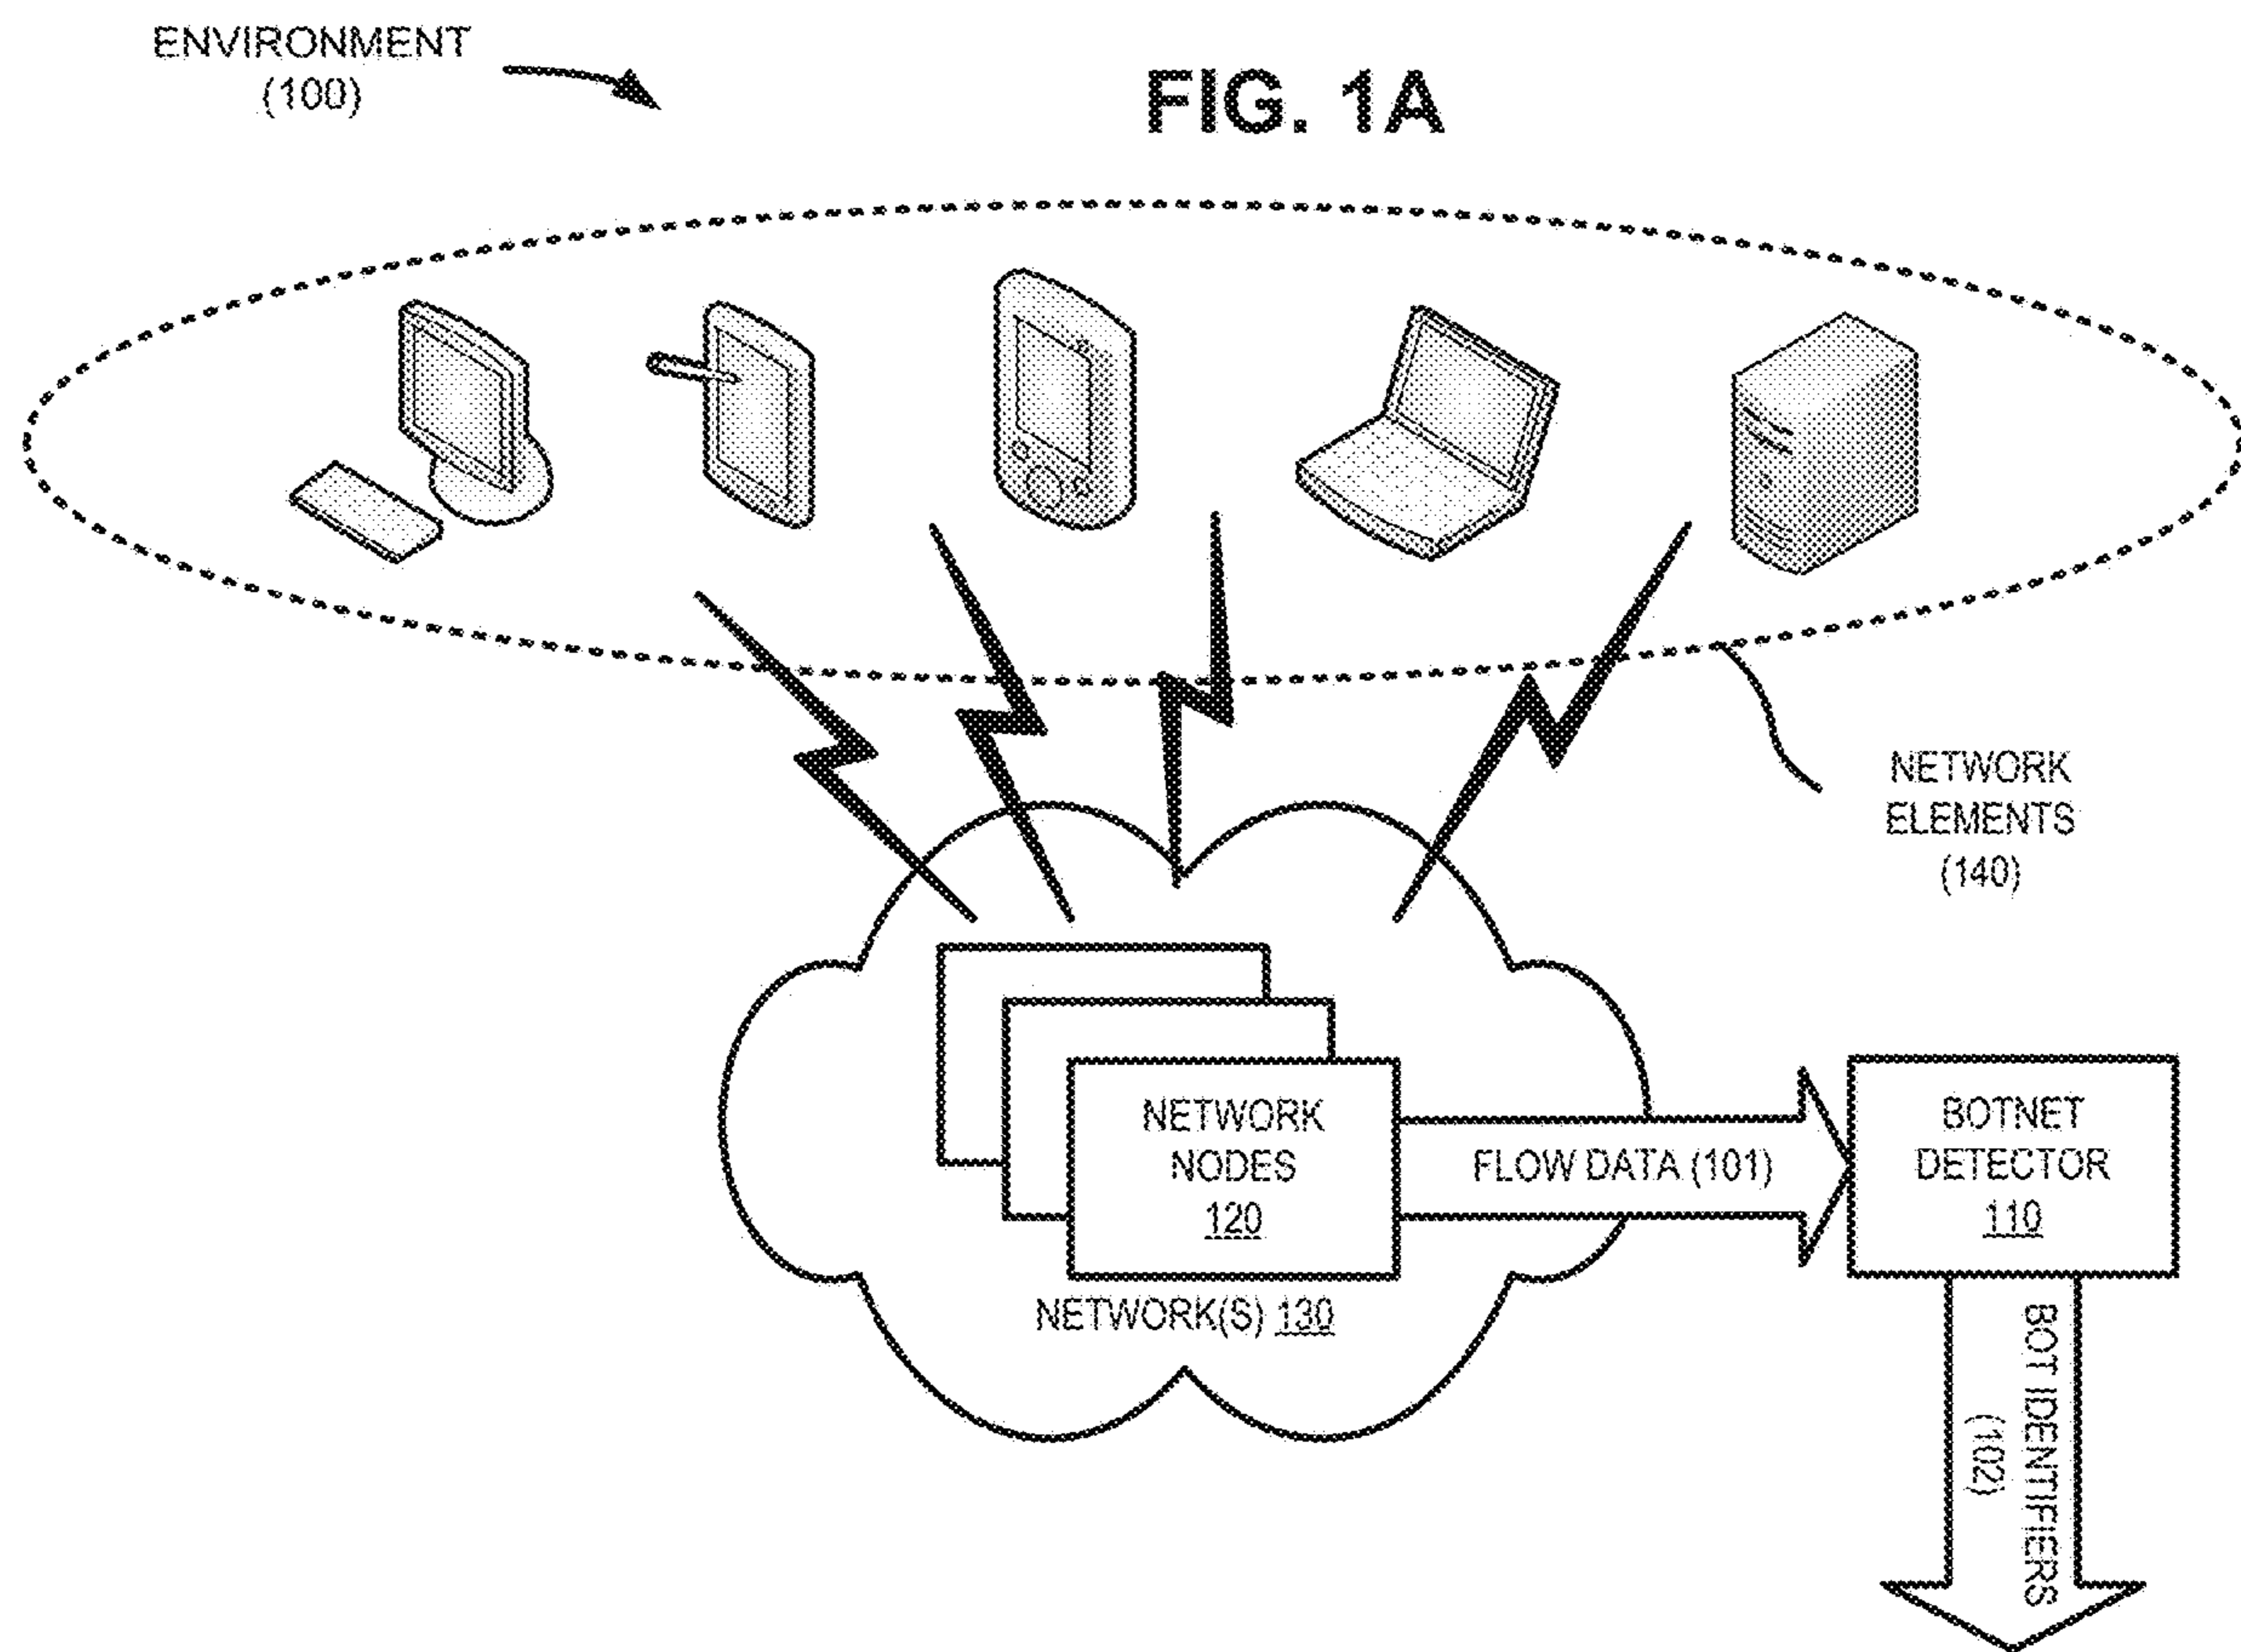 ENVIRONMENT
(100)
FIG. 1A
NETWORK
ELEMENTS
(140)
NETWORK
NODES
120
FLOW DATA (101)
BOTNET
DETECTOR
110
NETWORK(S) 130
BOT IDENTIFIERS
(102)